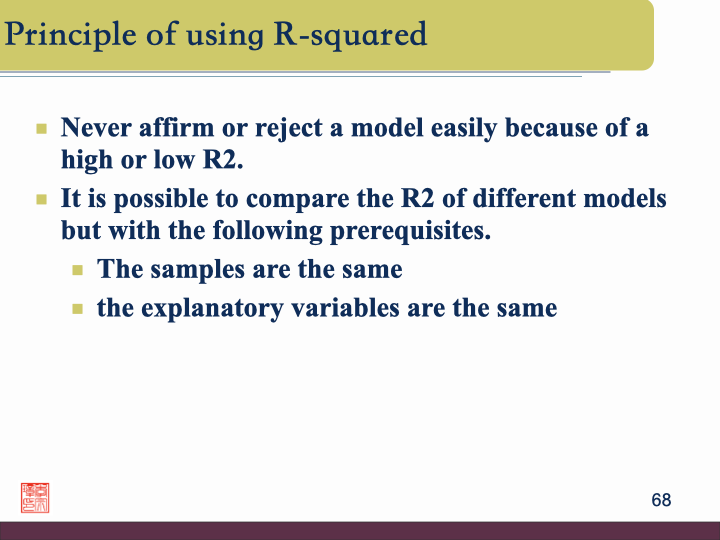 Principle of using R-squared
Never affirm or reject a model easily because of a
high or low R2.
It is possible to compare the R2 of different models
but with the following prerequisites.
The samples are the same
the explanatory variables are the same
68